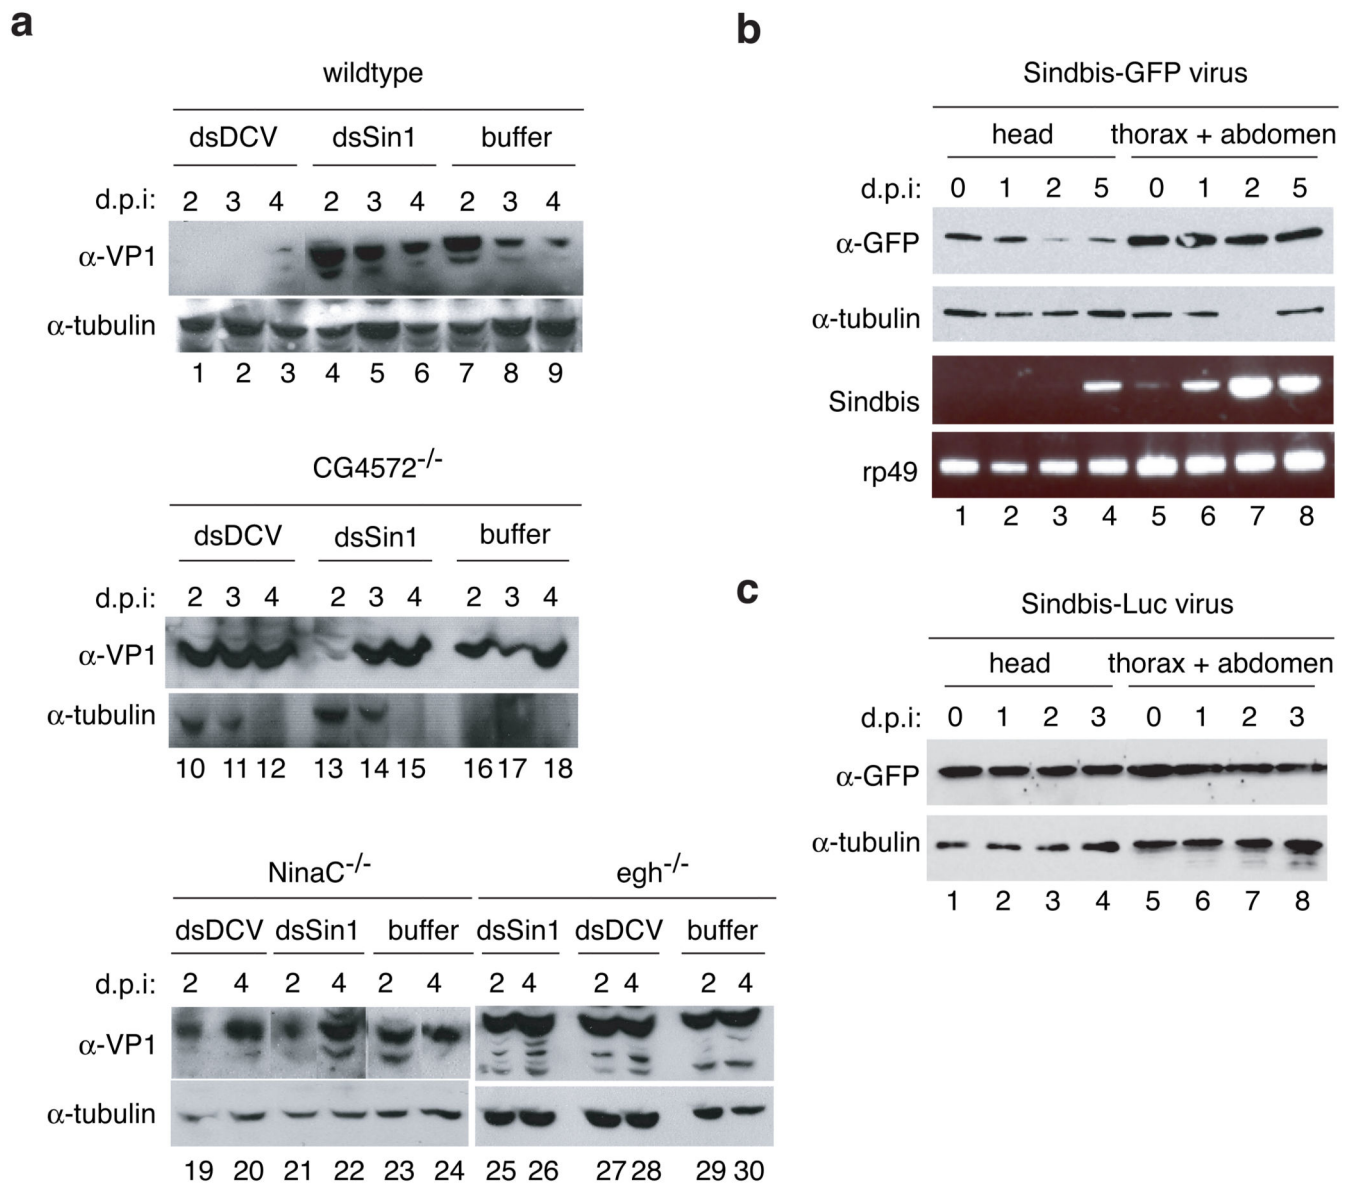 a
wildtype
dsDCV dsSin1 buffer
d.p.i: 2 3 4 2 3 4 2 3 4
α-VP1
α-tubulin
1 2 3 4 5 6 7 8 9
CG4572-/-
dsDCV dsSin1 buffer
d.p.i: 2 3 4 2 3 4 2 3 4
α-VP1
α-tubulin
10 11 12 13 14 15 16 17 18
NinaC-/- egh-/-
dsDCV dsSin1 buffer dsSin1 dsDCV buffer
d.p.i: 2 4 2 4 2 4 2 4 2 4 2 4
α-VP1
α-tubulin
19 20 21 22 23 24 25 26 27 28 29 30
b
Sindbis-GFP virus
head thorax + abdomen
d.p.i: 0 1 2 5 0 1 2 5
α-GFP
α-tubulin
Sindbis
rp49
1 2 3 4 5 6 7 8
c
Sindbis-Luc virus
head thorax + abdomen
d.p.i: 0 1 2 3 0 1 2 3
α-GFP
α-tubulin
1 2 3 4 5 6 7 8